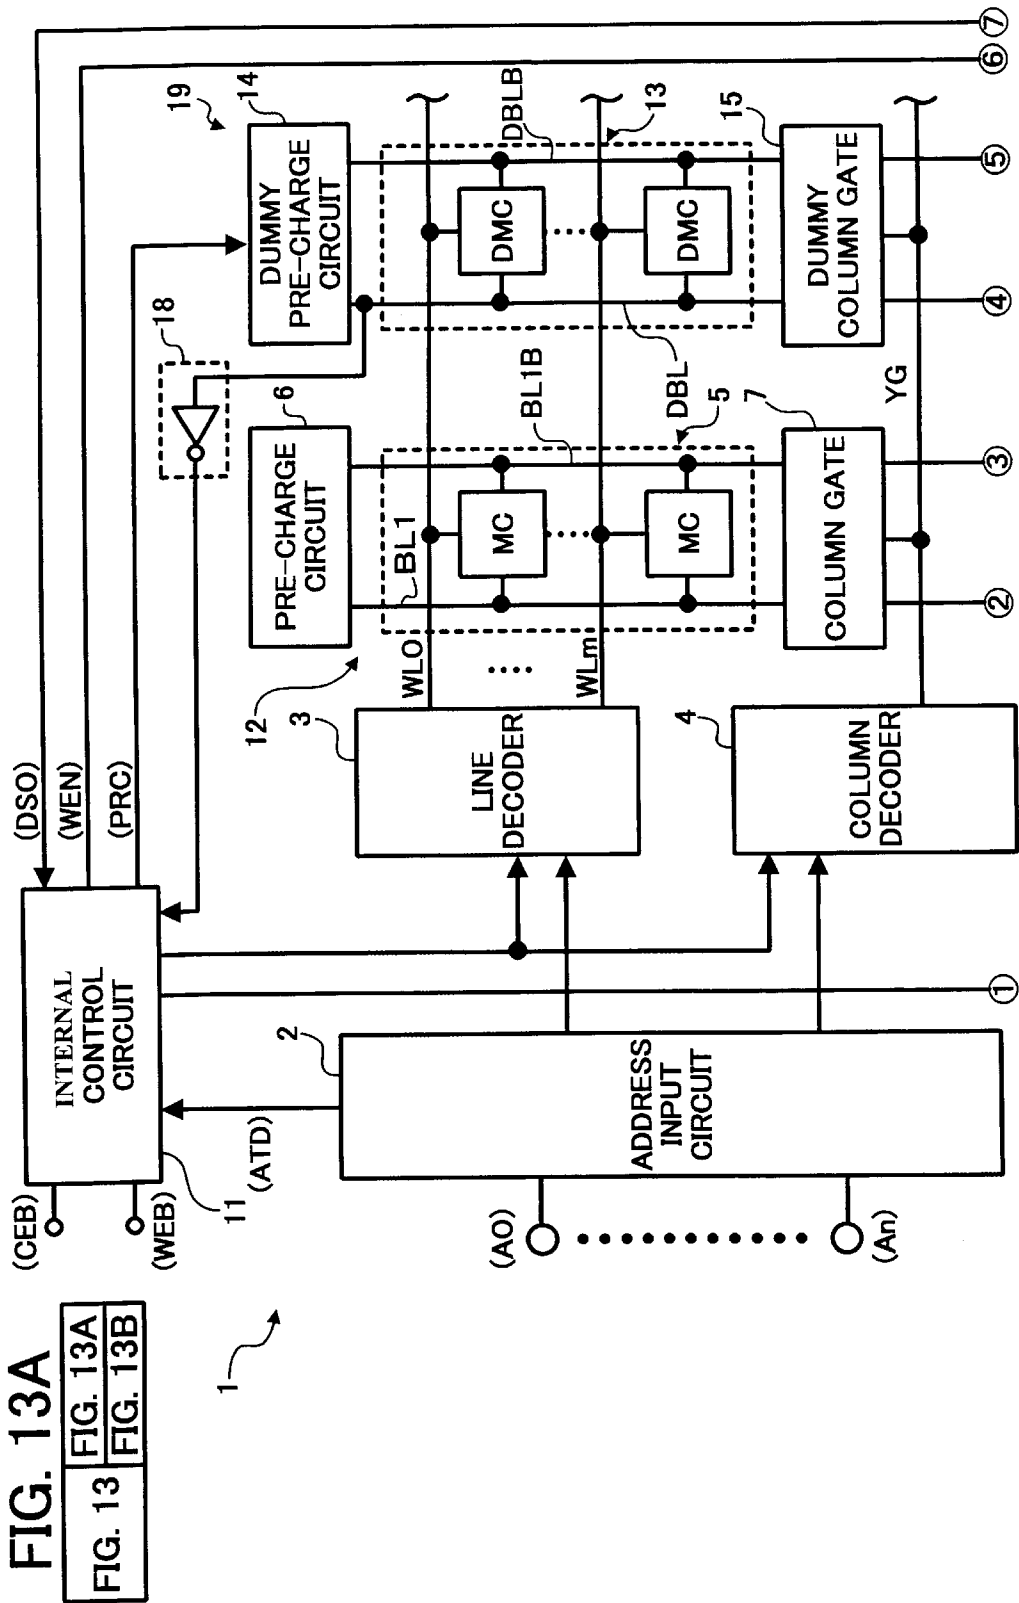 FIG. 13A
FIG. 13
FIG. 13A
FIG. 13B
1
(CEB)
(WEB)
11
INTERNAL
CONTROL
CIRCUIT
(DSO)
(WEN)
(PRC)
(ATD)
18
19
14
DUMMY
PRE-CHARGE
CIRCUIT
6
PRE-CHARGE
CIRCUIT
12
3
LINE
DECODER
WLO
WLm
BL1
BL1B
MC
MC
5
DBL
DBLB
DMC
DMC
13
2
ADDRESS
INPUT
CIRCUIT
(AO)
(An)
4
COLUMN
DECODER
7
COLUMN GATE
15
DUMMY
COLUMN GATE
YG
①
②
③
④
⑤
⑥
⑦